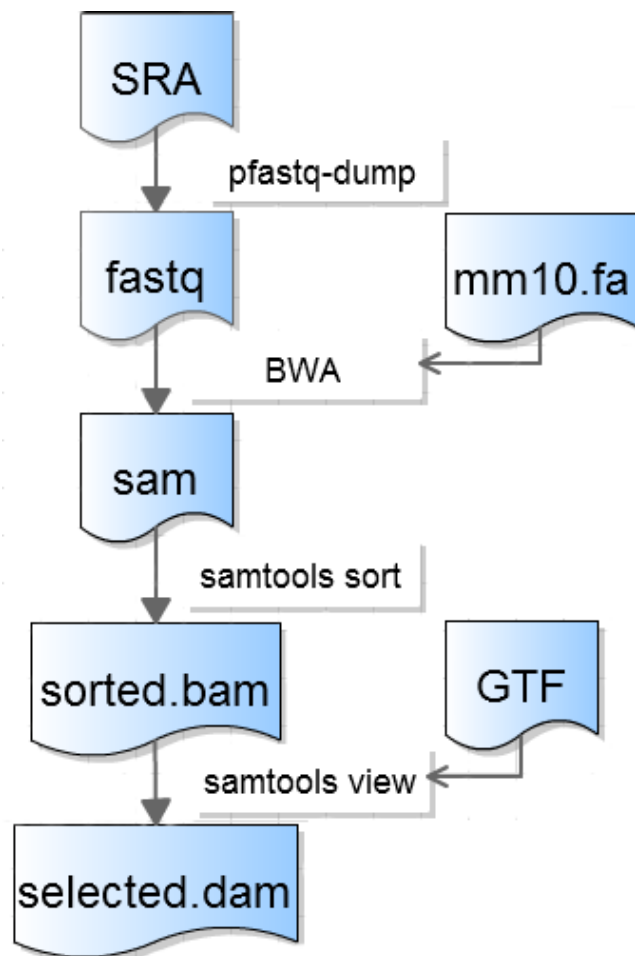 SRA
pfastq-dump
fastq
mm10.fa
BWA
sam
samtools sort
sorted.bam
GTF
samtools view
selected.dam